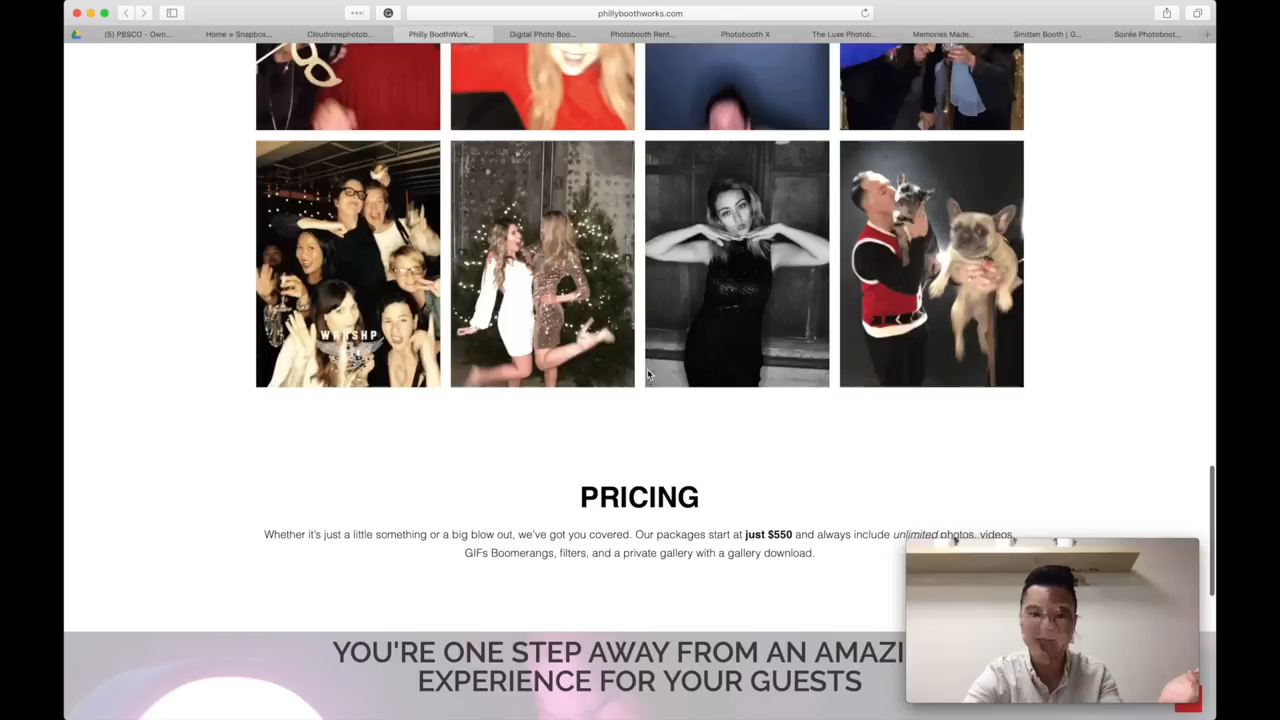 phillyboothworks.com
(5) PBSCO - Own...
Home » Snapbox...
Cloudninephotob...
Philly BoothWork...
Digital Photo Boo...
Photobooth Rent...
Photobooth X
The Luxe Photob...
Memories Made...
Smitten Booth | G...
Soirée Photoboot...
PRICING
Whether it's just a little something or a big blow out, we've got you covered. Our packages start at just $550 and always include unlimited photos, videos,
GIFs Boomerangs, filters, and a private gallery with a gallery download.
YOU'RE ONE STEP AWAY FROM AN AMAZI
EXPERIENCE FOR YOUR GUESTS